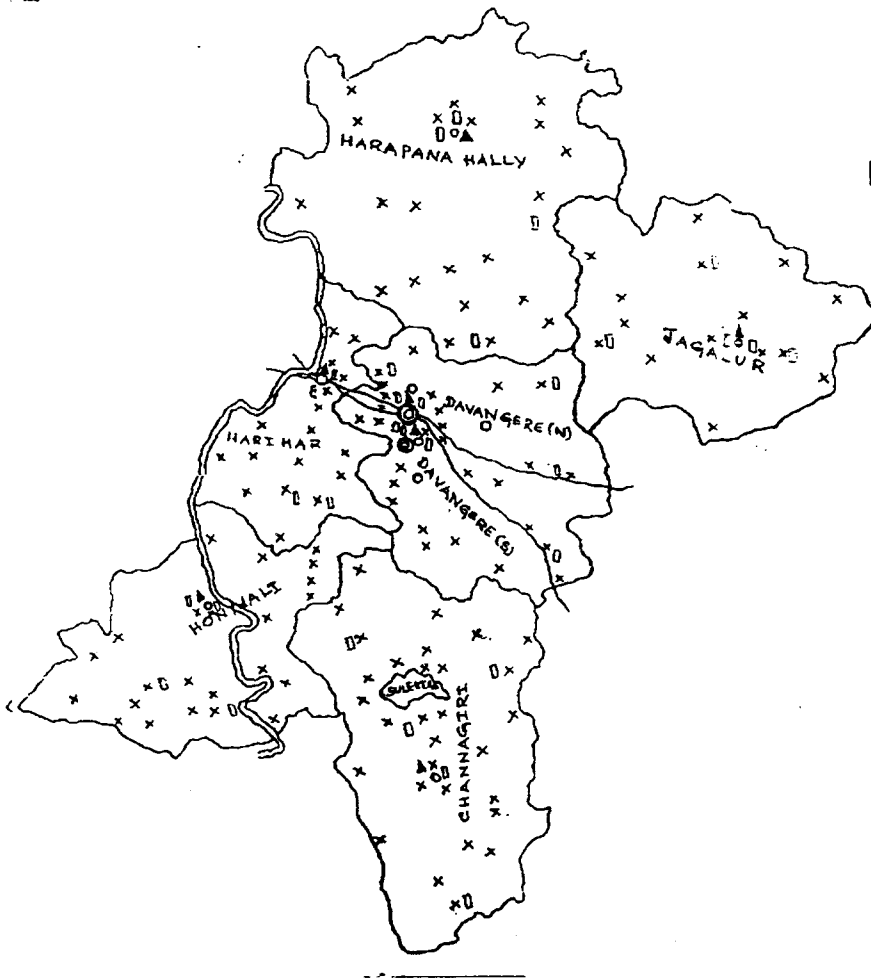 HARAPANA HALLY
JAGALUR
DAVANGERE (N)
HARIHAR
DAVANGERE (S)
HONNALI
CHANNAGIRI